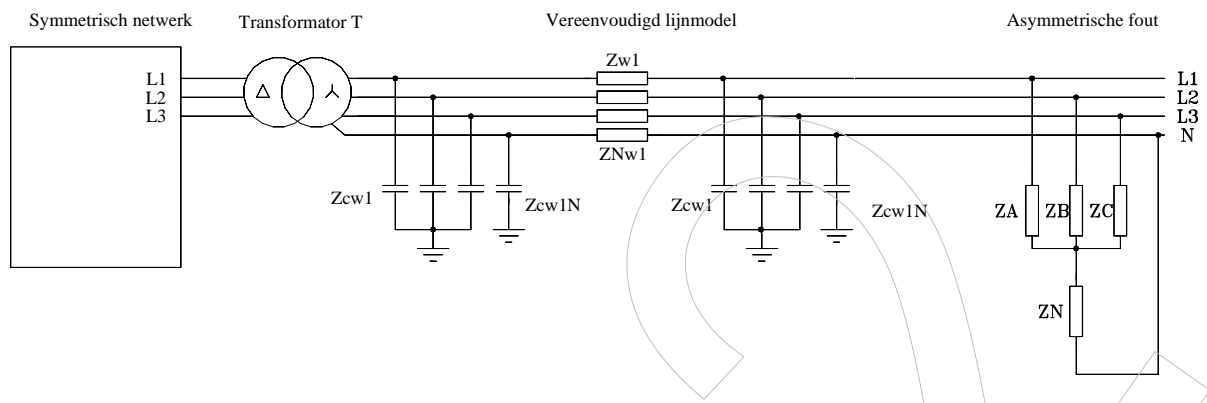 Symmetrisch netwerk
Transformator T
Vereenvoudigd lijnmodel
Asymmetrische fout
Zw1
L1
L2
L3
L1
L2
L3
N
ZNw1
Zcw1
Zcw1N
Zcw1
Zcw1N
ZA
ZB
ZC
ZN